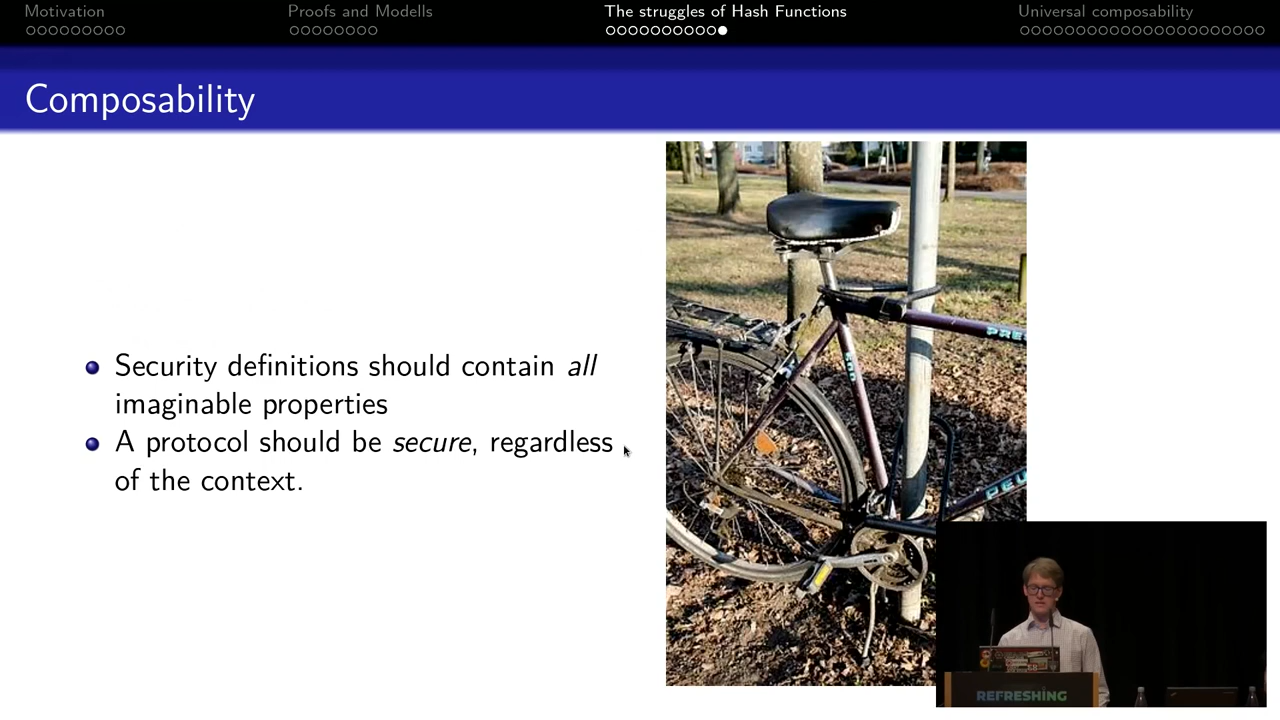 Motivation
Proofs and Modells
The struggles of Hash Functions
Universal composability
Composability
Security definitions should contain all
imaginable properties
A protocol should be secure, regardless
of the context.
REFRESHING